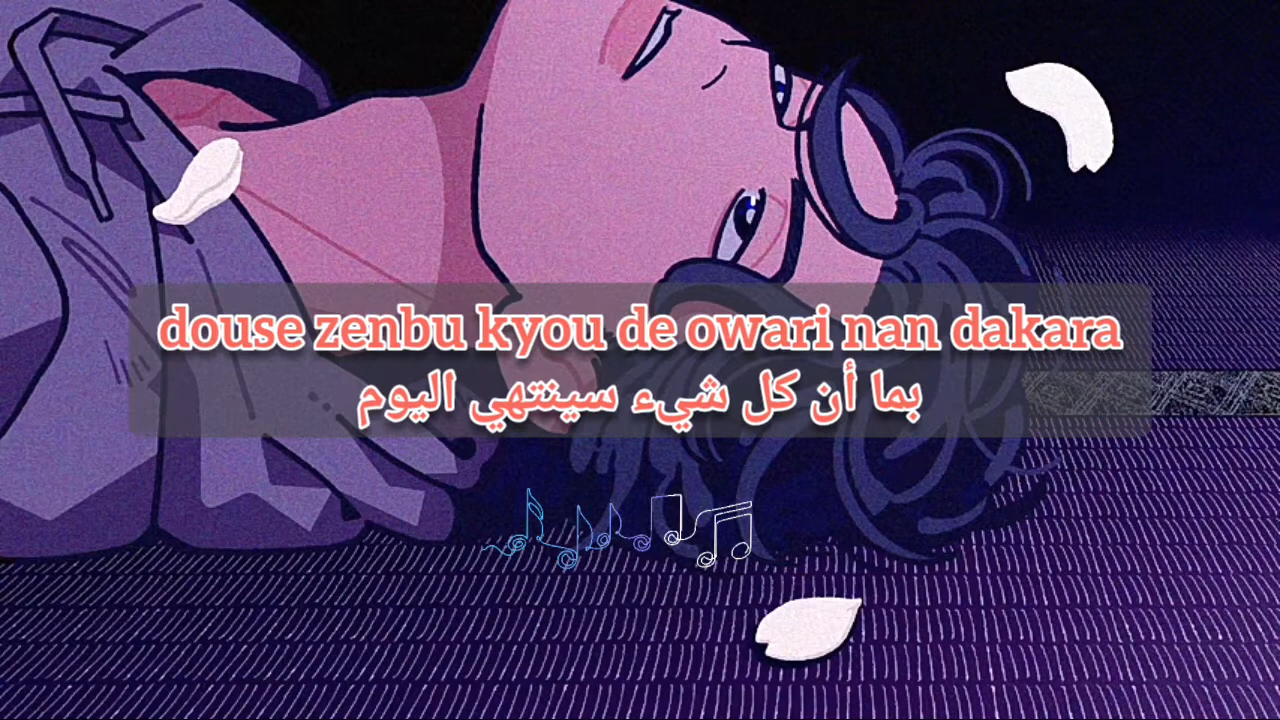 douse zenbu kyou de owari nan dakara
بما أن كل شيء سينتهي اليوم